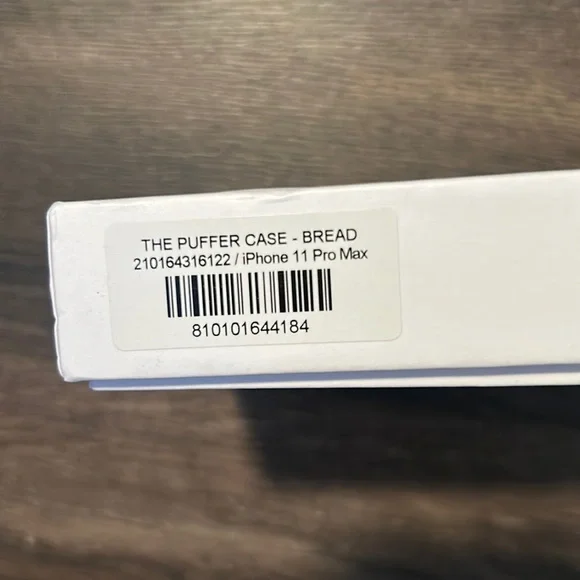 THE PUFFER CASE - BREAD
210164316122 / iPhone 11 Pro Max
810101644184